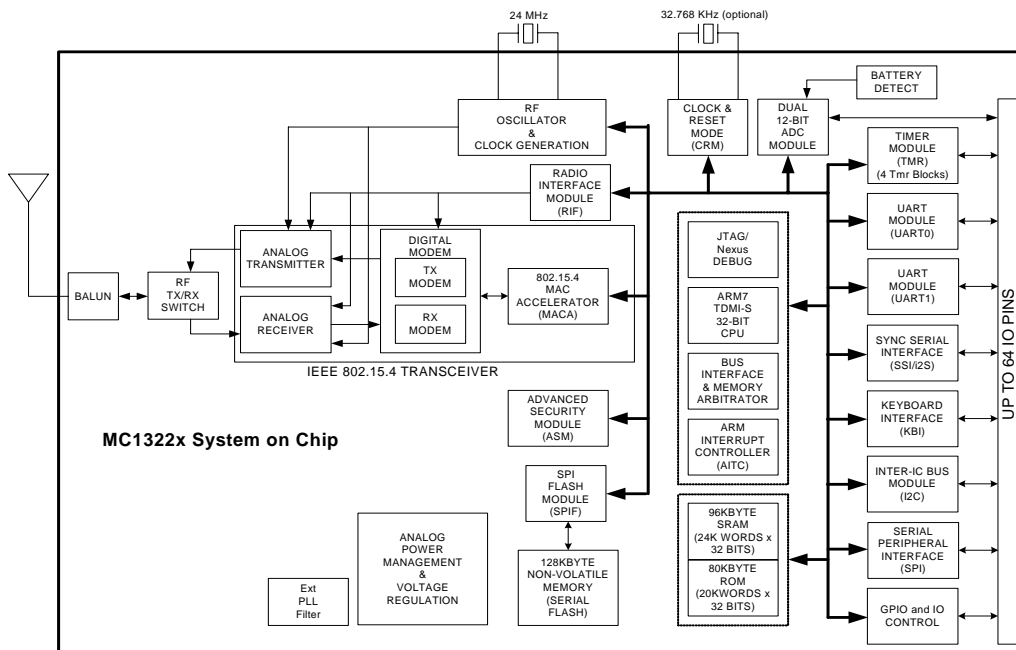 24 MHz
32.768 KHz (optional)
BATTERY
DETECT
RF
OSCILLATOR
&
CLOCK GENERATION
CLOCK &
RESET
MODE
(CRM)
DUAL
12-BIT
ADC
MODULE
TIMER
MODULE
(TMR)
(4 Tmr Blocks)
RADIO
INTERFACE
MODULE
(RIF)
UART
MODULE
(UART0)
ANALOG
TRANSMITTER
DIGITAL
MODEM
TX
MODEM
RX
MODEM
802.15.4
MAC
ACCELERATOR
(MACA)
JTAG/
Nexus
DEBUG
UART
MODULE
(UART1)
BALUN
RF
TX/RX
SWITCH
ANALOG
RECEIVER
ARM7
TDMI-S
32-BIT
CPU
SYNC SERIAL
INTERFACE
(SSI/i2S)
UP TO 64 IO PINS
IEEE 802.15.4 TRANSCEIVER
BUS
INTERFACE
& MEMORY
ARBITRATOR
KEYBOARD
INTERFACE
(KBI)
ADVANCED
SECURITY
MODULE
(ASM)
MC1322x System on Chip
ARM
INTERRUPT
CONTROLLER
(AITC)
INTER-IC BUS
MODULE
(I2C)
SPI
FLASH
MODULE
(SPIF)
ANALOG
POWER
MANAGEMENT
&
VOLTAGE
REGULATION
96KBYTE
SRAM
(24K WORDS x
32 BITS)
SERIAL
PERIPHERAL
INTERFACE
(SPI)
Ext
PLL
Filter
128KBYTE
NON-VOLATILE
MEMORY
(SERIAL
FLASH)
80KBYTE
ROM
(20KWORDS x
32 BITS)
GPIO and IO
CONTROL